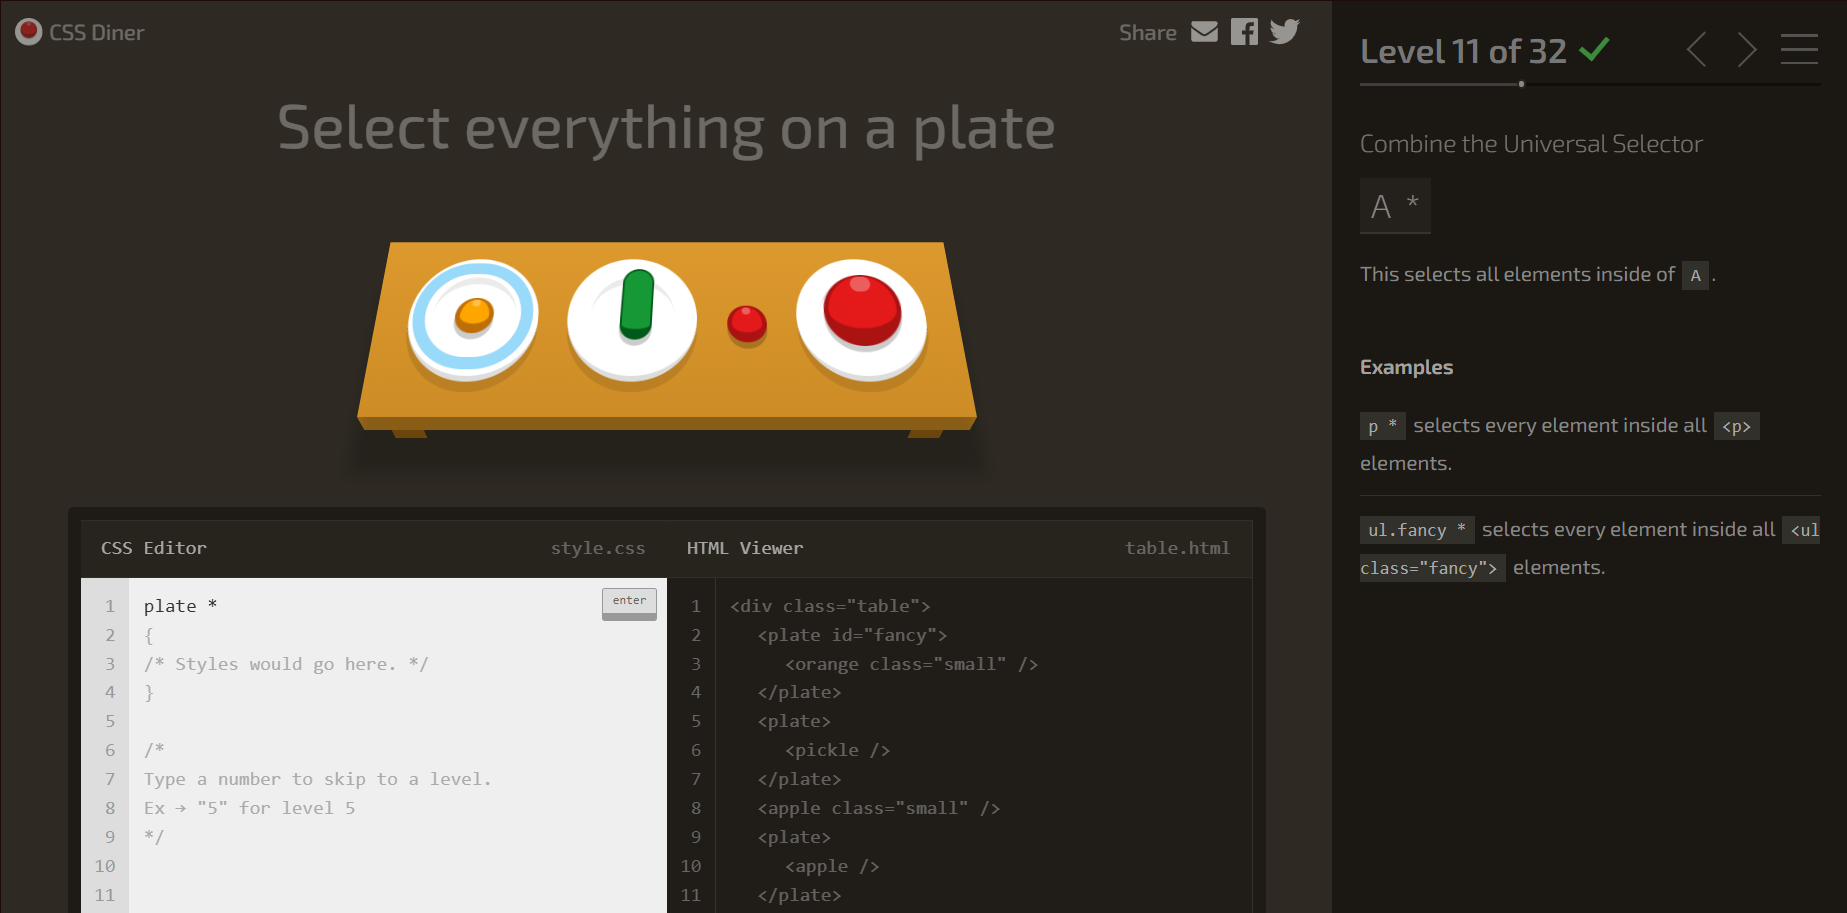 CSS Diner
Share
Select everything on a plate
CSS Editor style.css
1 plate *
2 {
3 /* Styles would go here. */
4 }
5
6 /*
7 Type a number to skip to a level.
8 Ex → "5" for level 5
9 */
10
11
enter
HTML Viewer table.html
1 <div class="table">
2 <plate id="fancy">
3 <orange class="small" />
4 </plate>
5 <plate>
6 <pickle />
7 </plate>
8 <apple class="small" />
9 <plate>
10 <apple />
11 </plate>
Level 11 of 32
Combine the Universal Selector
A *
This selects all elements inside of A .
Examples
p * selects every element inside all <p>
elements.
ul.fancy * selects every element inside all <ul
class="fancy"> elements.